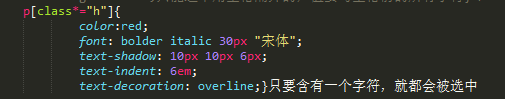 p[class*="h"]{
color:red;
font: bolder italic 30px "宋体";
text-shadow: 10px 10px 6px;
text-indent: 6em;
text-decoration: overline;}只要含有一个字符，就都会被选中